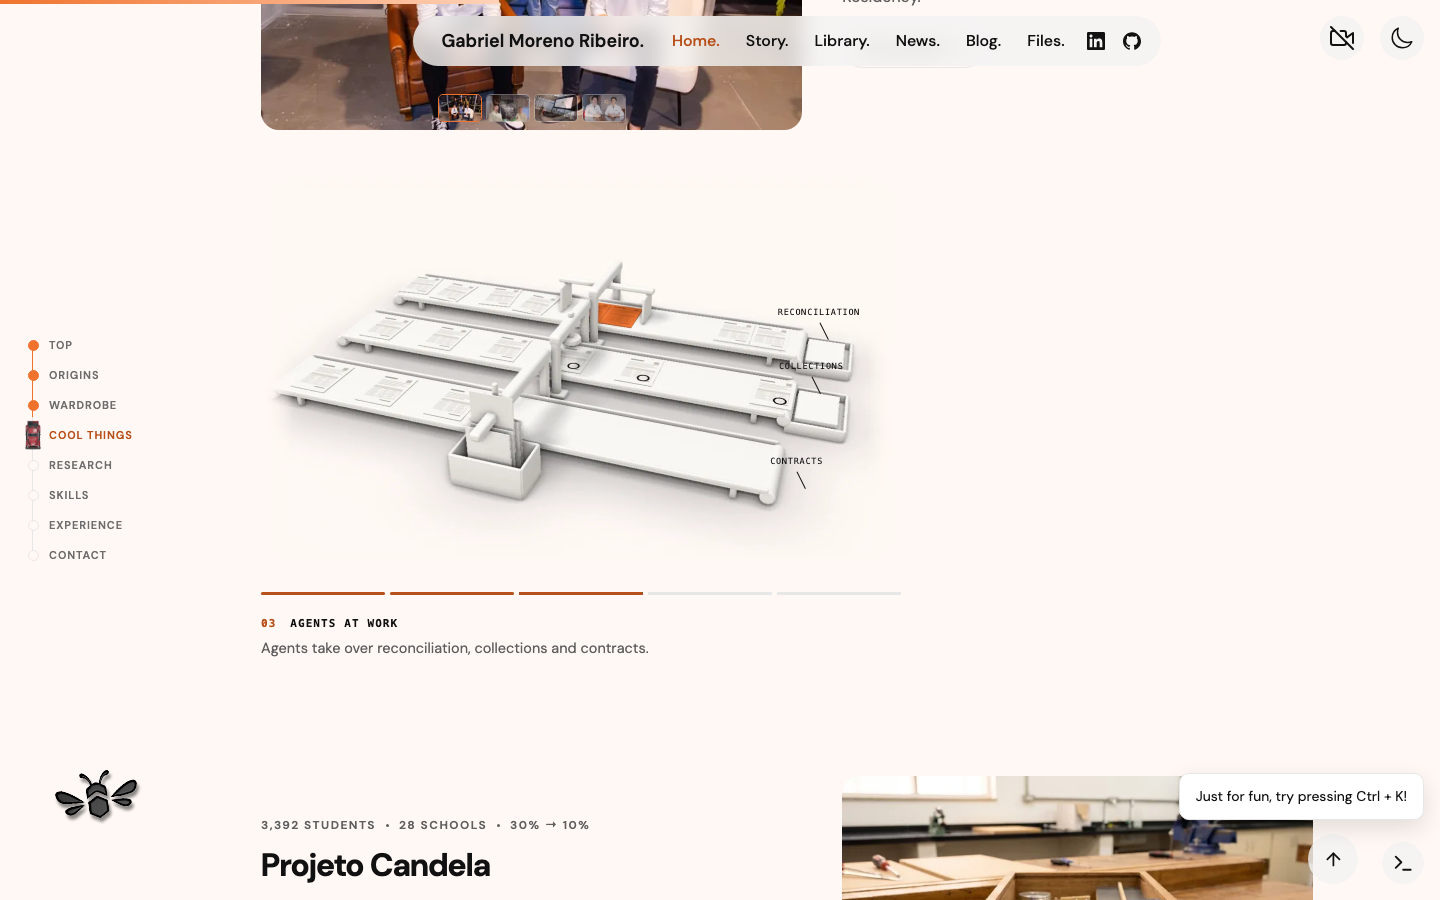 Gabriel Moreno Ribeiro.
Home.
Story.
Library.
News.
Blog.
Files.
RECONCILIATION
COLLECTIONS
CONTRACTS
TOP
ORIGINS
WARDROBE
COOL THINGS
RESEARCH
SKILLS
EXPERIENCE
CONTACT
03 AGENTS AT WORK
Agents take over reconciliation, collections and contracts.
3,392 STUDENTS • 28 SCHOOLS • 30% → 10%
Projeto Candela
Just for fun, try pressing Ctrl + K!